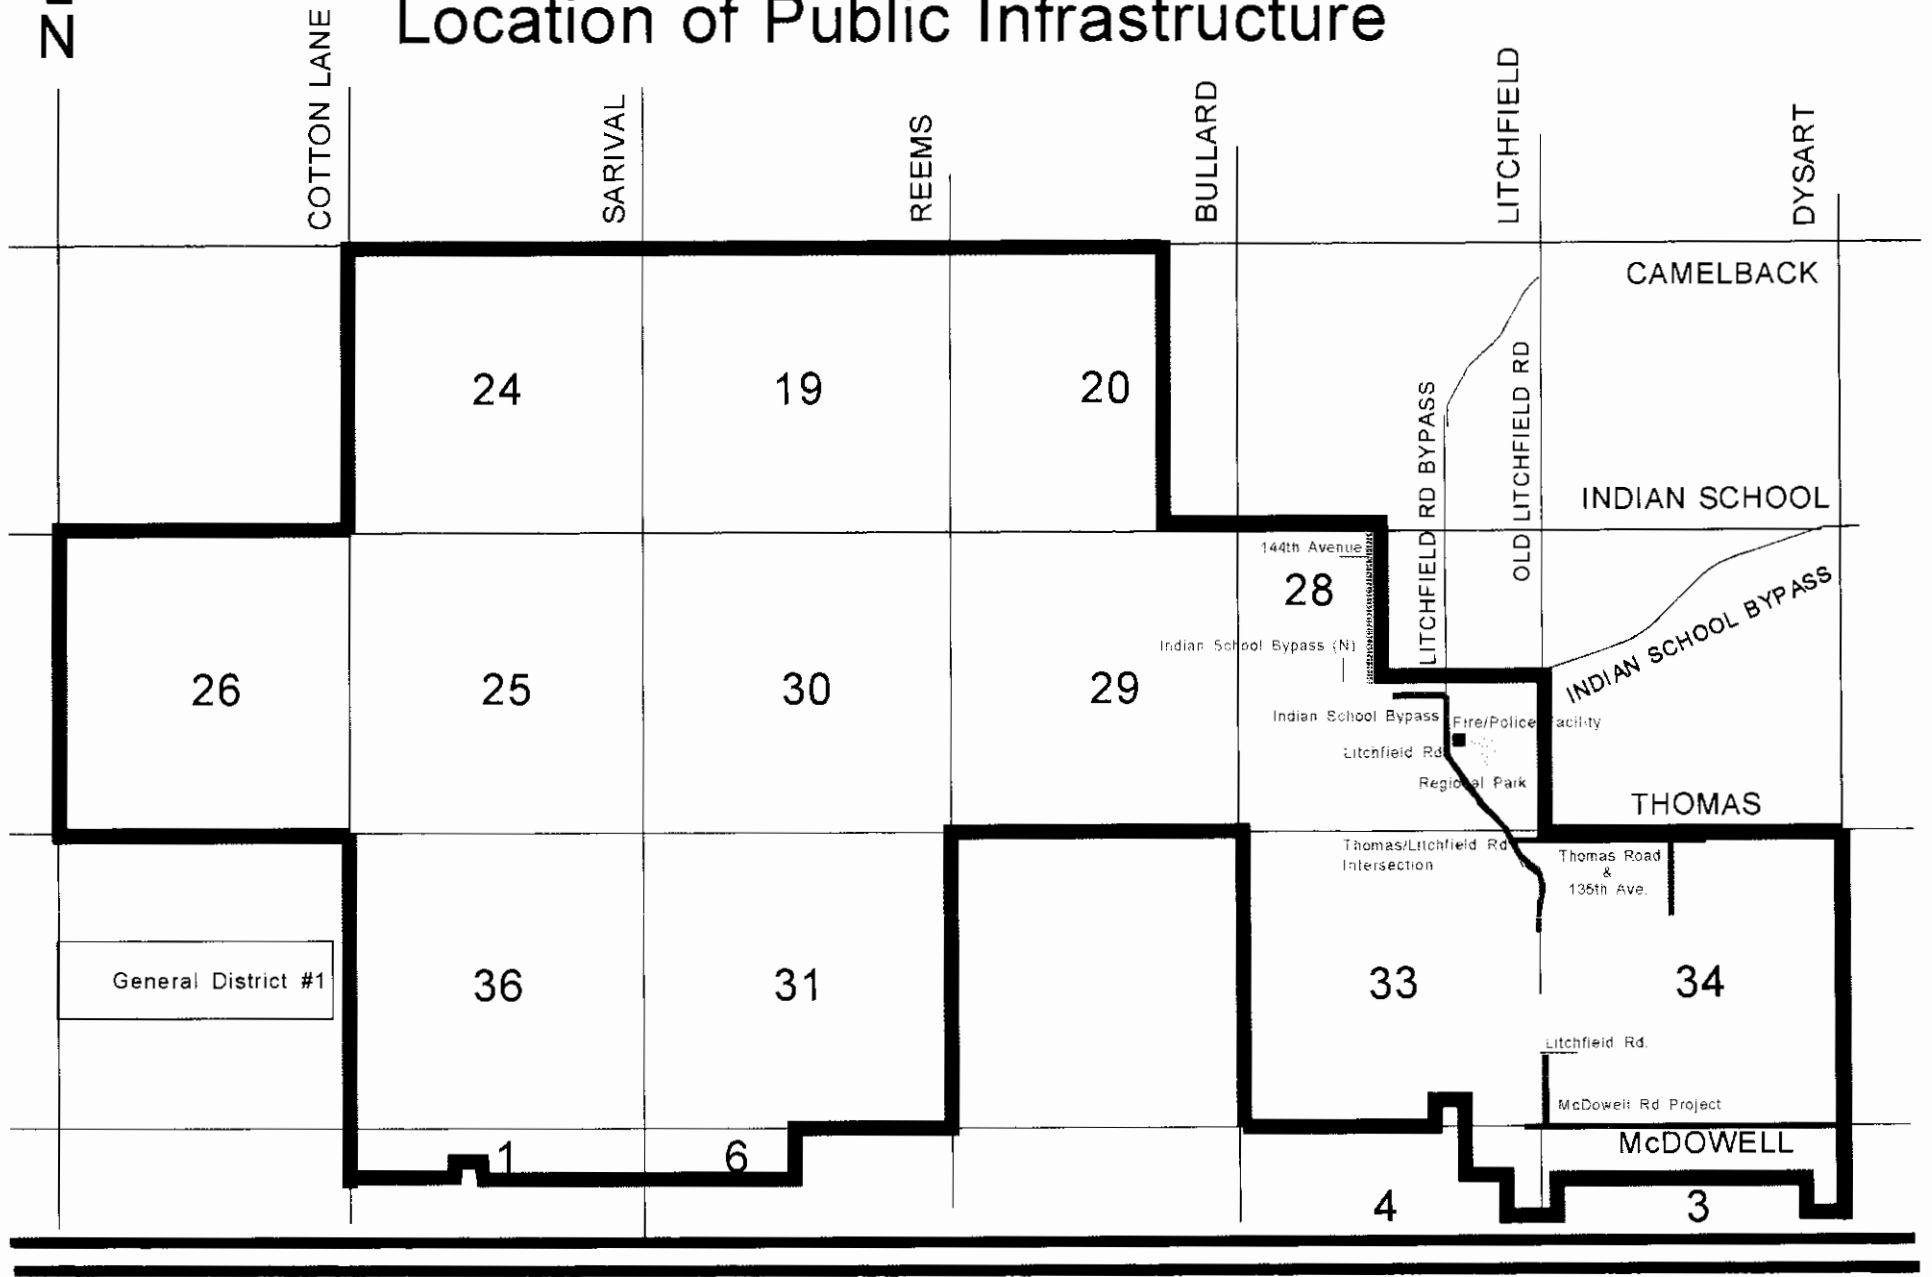 N
Location of Public Infrastructure
COTTON LANE
SARIVAL
REEMS
BULLARD
LITCHFIELD
DYSART
CAMELBACK
24
19
20
LITCHFIELD RD BYPASS
OLD LITCHFIELD RD
INDIAN SCHOOL
144th Avenue
28
Indian School Bypass (N)
INDIAN SCHOOL BYPASS
26
25
30
29
Indian School Bypass
Fire/Police Facility
Litchfield Rd
Regional Park
THOMAS
Thomas/Litchfield Rd
Intersection
Thomas Road
&
135th Ave.
General District #1
36
31
33
34
Litchfield Rd.
McDowell Rd Project
McDOWELL
1
6
4
3